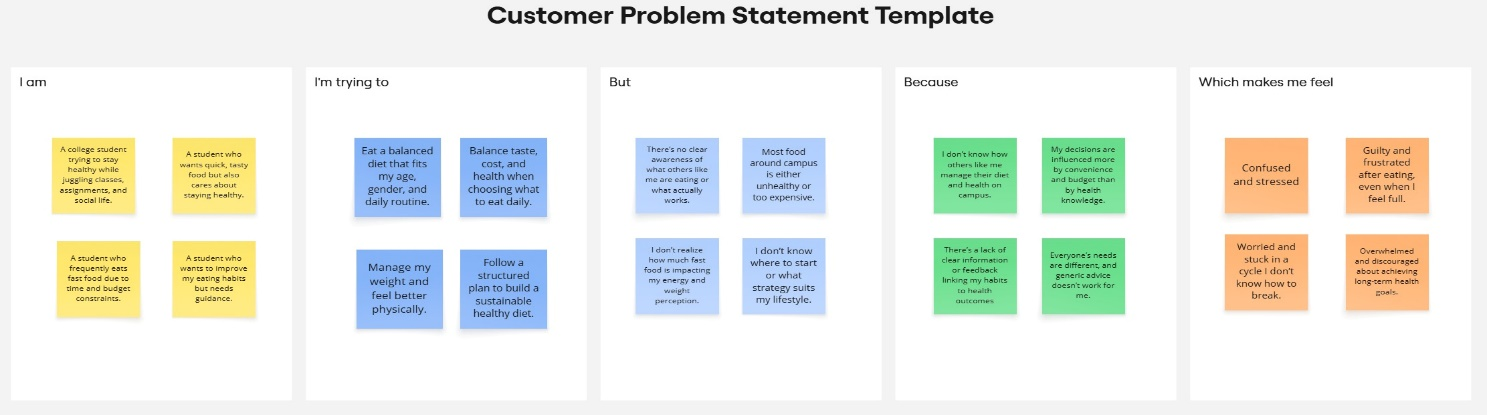 Customer Problem Statement Template
I am
A college student
trying to stay
healthy while
juggling classes,
assignments, and
social life.
A student who
wants quick, tasty
food but also
cares about
staying healthy.
A student who
frequently eats
fast food due to
time and budget
constraints.
A student who
wants to improve
my eating habits
but needs
guidance.
I'm trying to
Eat a balanced
diet that fits
my age,
gender, and
daily routine.
Balance taste,
cost, and
health when
choosing what
to eat daily.
Manage my
weight and
feel better
physically.
Follow a
structured
plan to build a
sustainable
healthy diet.
But
There's no clear
awareness of
what others like
me are eating or
what actually
works.
Most food
around campus
is either
unhealthy or
too expensive.
I don't realize
how much fast
food is impacting
my energy and
weight
perception.
I don't know
where to start
or what
strategy suits
my lifestyle.
Because
I don't know how
others like me
manage their diet
and health on
campus.
My decisions are
influenced more
by convenience
and budget than
by health
knowledge.
There's a lack of
clear information
or feedback
linking my habits
to health
outcomes
Everyone's needs
are different, and
generic advice
doesn't work for
me.
Which makes me feel
Confused
and stressed
Guilty and
frustrated
after eating,
even when I
feel full.
Worried and
stuck in a
cycle I don't
know how to
break.
Overwhelmed
and discouraged
about achieving
long-term health
goals.